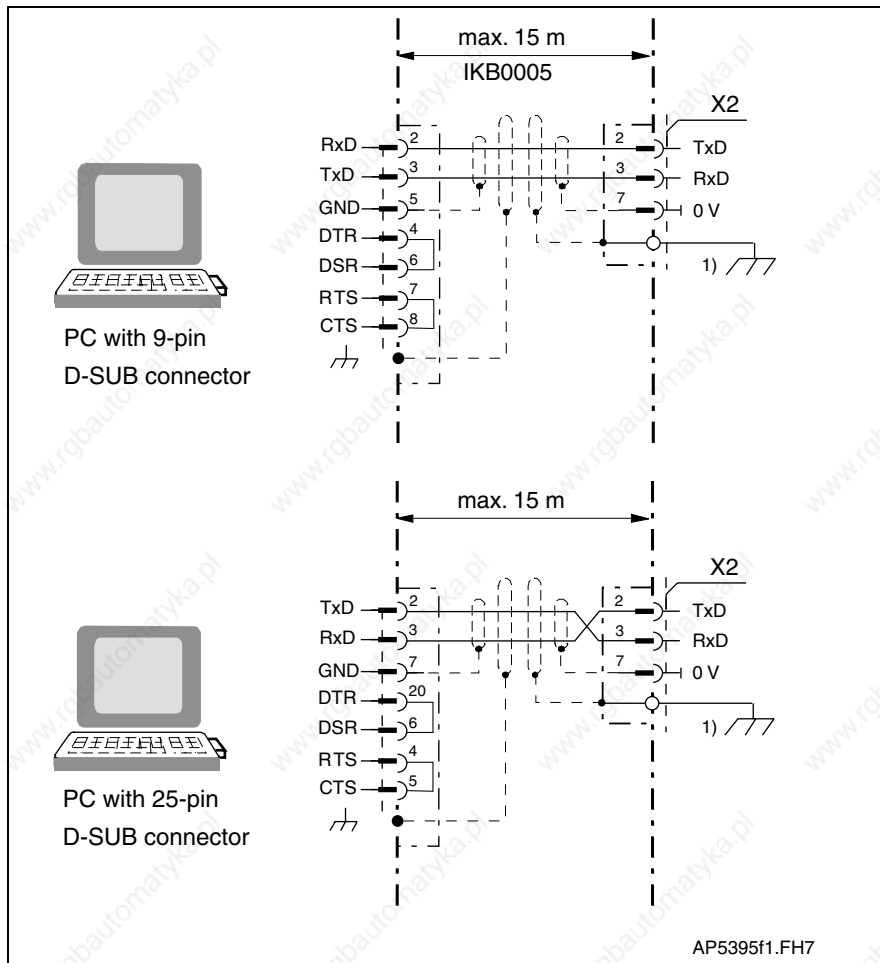 max. 15 m
IKB0005
X2
RxD 2 2 TxD
TxD 3 3 RxD
GND 5 7 0 V
DTR 4
DSR 6 1)
RTS 7
CTS 8
PC with 9-pin
D-SUB connector
max. 15 m
X2
TxD 2 2 TxD
RxD 3 3 RxD
GND 7 7 0 V
DTR 20
DSR 6 1)
RTS 4
CTS 5
PC with 25-pin
D-SUB connector
AP5395f1.FH7
www.rgbautomatyka.pl